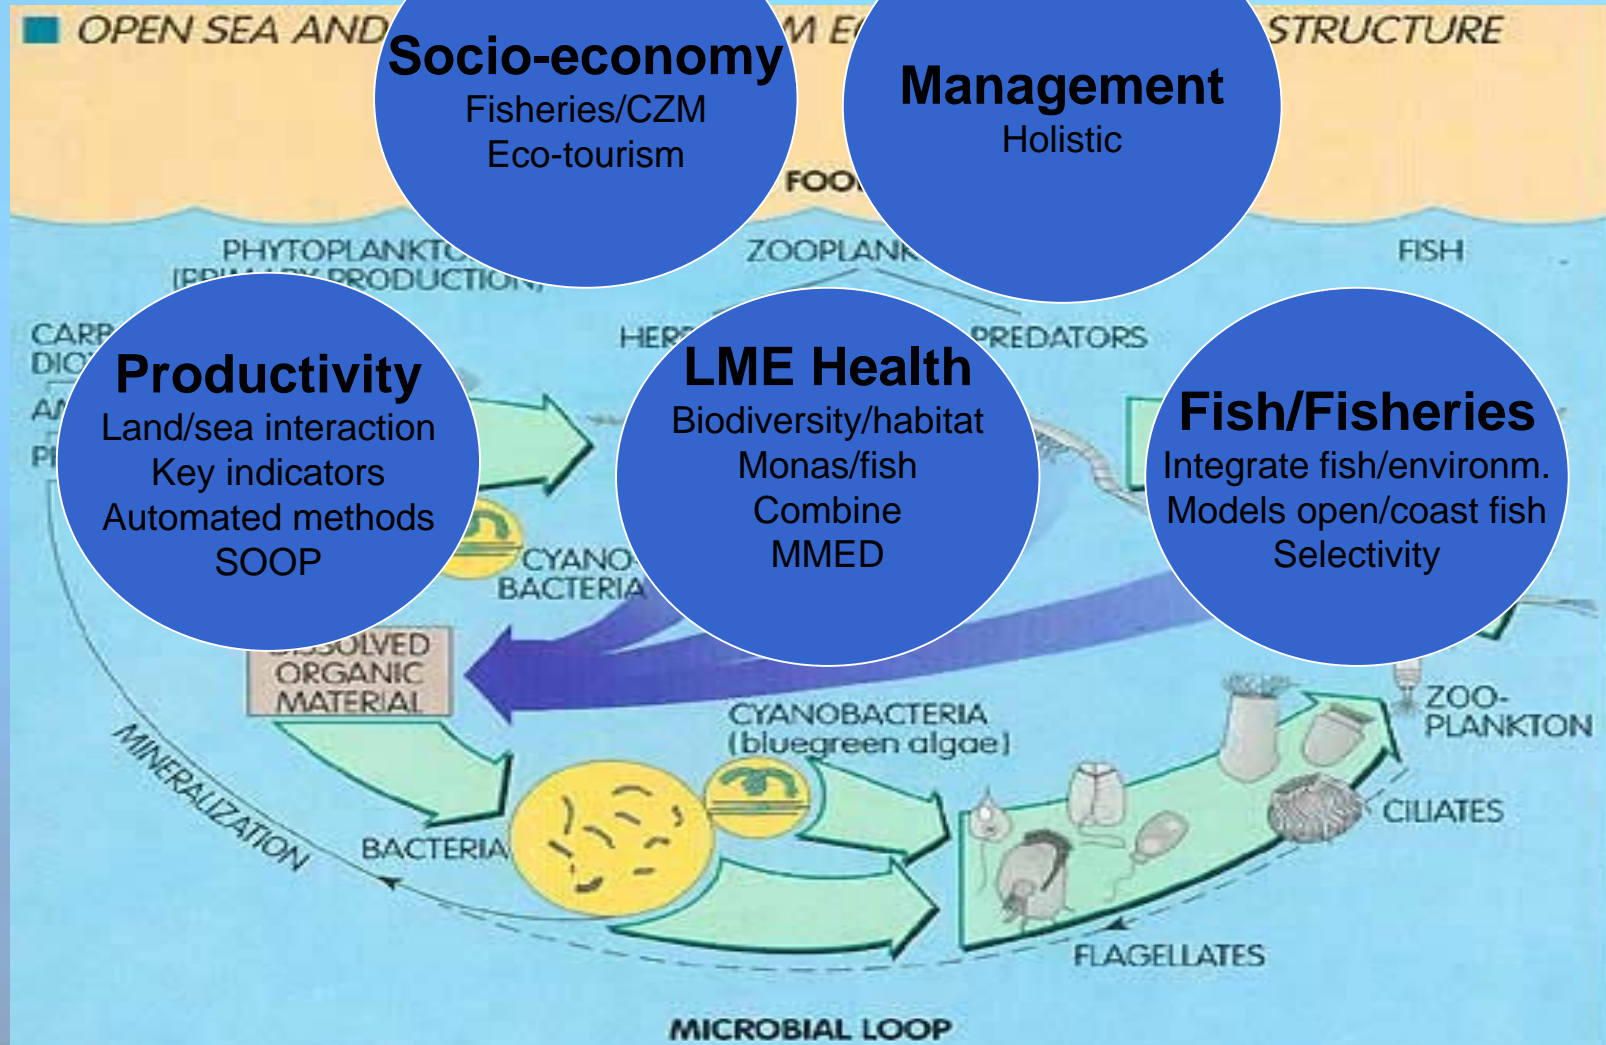 OPEN SEA AND
STRUCTURE
Socio-economy
Fisheries/CZM
Eco-tourism
Management
Holistic
FISH
PRODUCTION)
PREDATORS
Productivity
Land/sea interaction
Key indicators
Automated methods
SOOP
LME Health
Biodiversity/habitat
Monas/fish
Combine
MMED
Fish/Fisheries
Integrate fish/environm.
Models open/coast fish
Selectivity
CYANO-
BACTERIA
ORGANIC
MATERIAL
MINERALIZATION
BACTERIA
CYANOBACTERIA
(bluegreen algae)
ZOO-
PLANKTON
CILIATES
FLAGELLATES
MICROBIAL LOOP